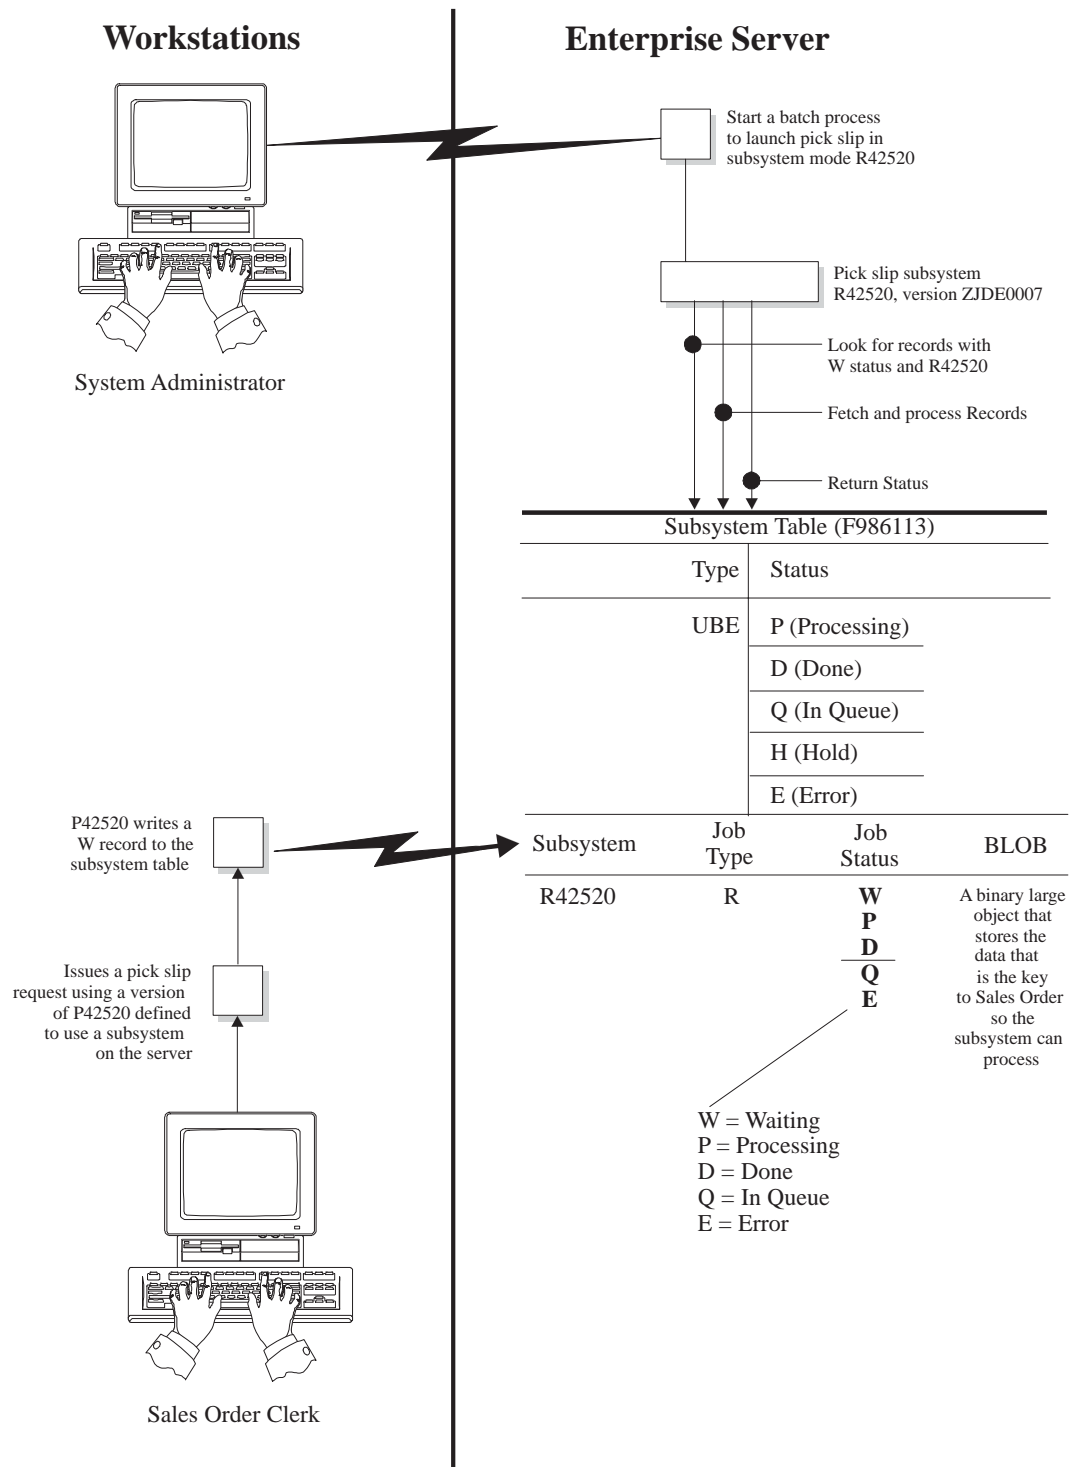 Workstations
Enterprise Server
Start a batch process
to launch pick slip in
subsystem mode R42520
System Administrator
Pick slip subsystem
R42520, version ZJDE0007
Look for records with
W status and R42520
Fetch and process Records
Return Status
Subsystem Table (F986113)
Type
Status
UBE
P (Processing)
D (Done)
Q (In Queue)
H (Hold)
E (Error)
P42520 writes a
W record to the
subsystem table
Subsystem
Job
Type
Job
Status
BLOB
R42520
R
W
P
D
Q
E
A binary large
object that
stores the
data that
is the key
to Sales Order
so the
subsystem can
process
Issues a pick slip
request using a version
of P42520 defined
to use a subsystem
on the server
W = Waiting
P = Processing
D = Done
Q = In Queue
E = Error
Sales Order Clerk